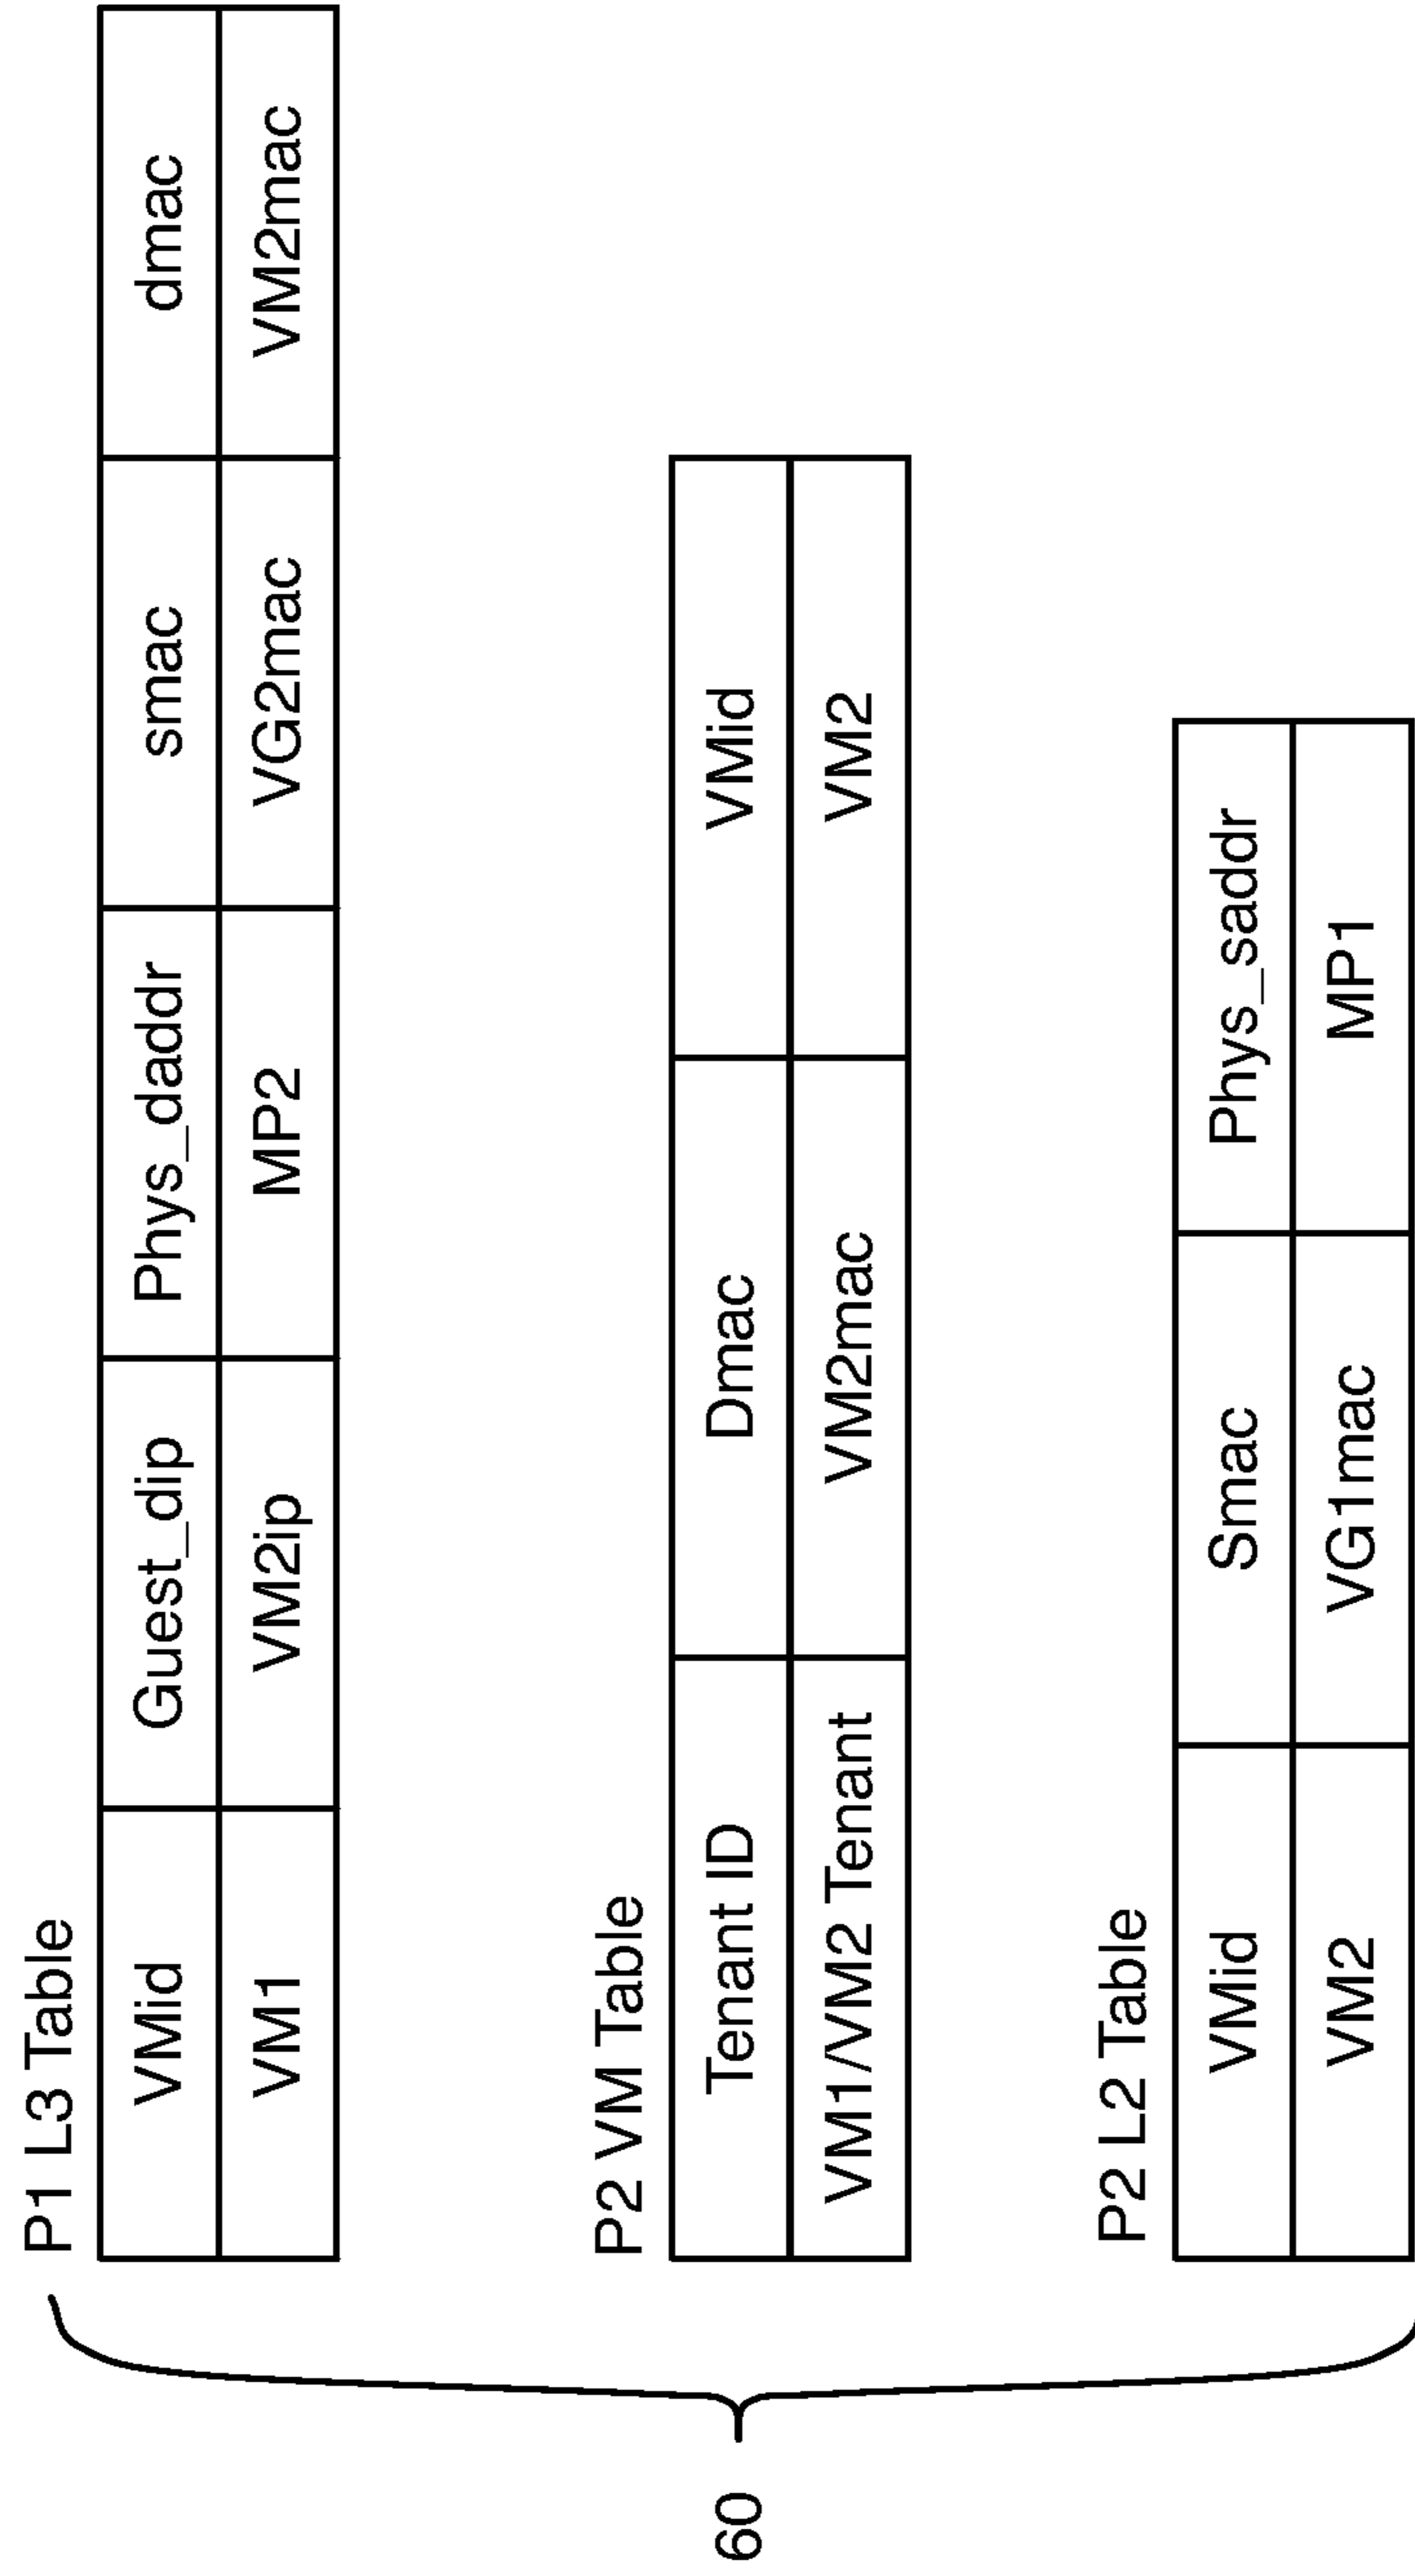 P1 L3 Table
VMid Guest_dip Phys_daddr smac dmac
VM1 VM2ip MP2 VG2mac VM2mac
P2 VM Table
Tenant ID Dmac VMid
VM1/VM2 Tenant VM2mac VM2
P2 L2 Table
VMid Smac Phys_saddr
VM2 VG1mac MP1
60